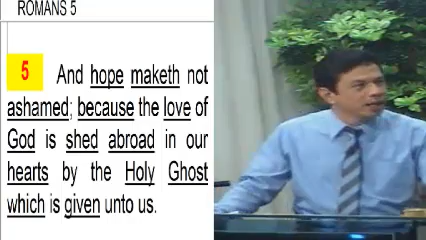 ROMANS 5
5 And hope maketh not
ashamed; because the love of
God is shed abroad in our
hearts by the Holy Ghost
which is given unto us.